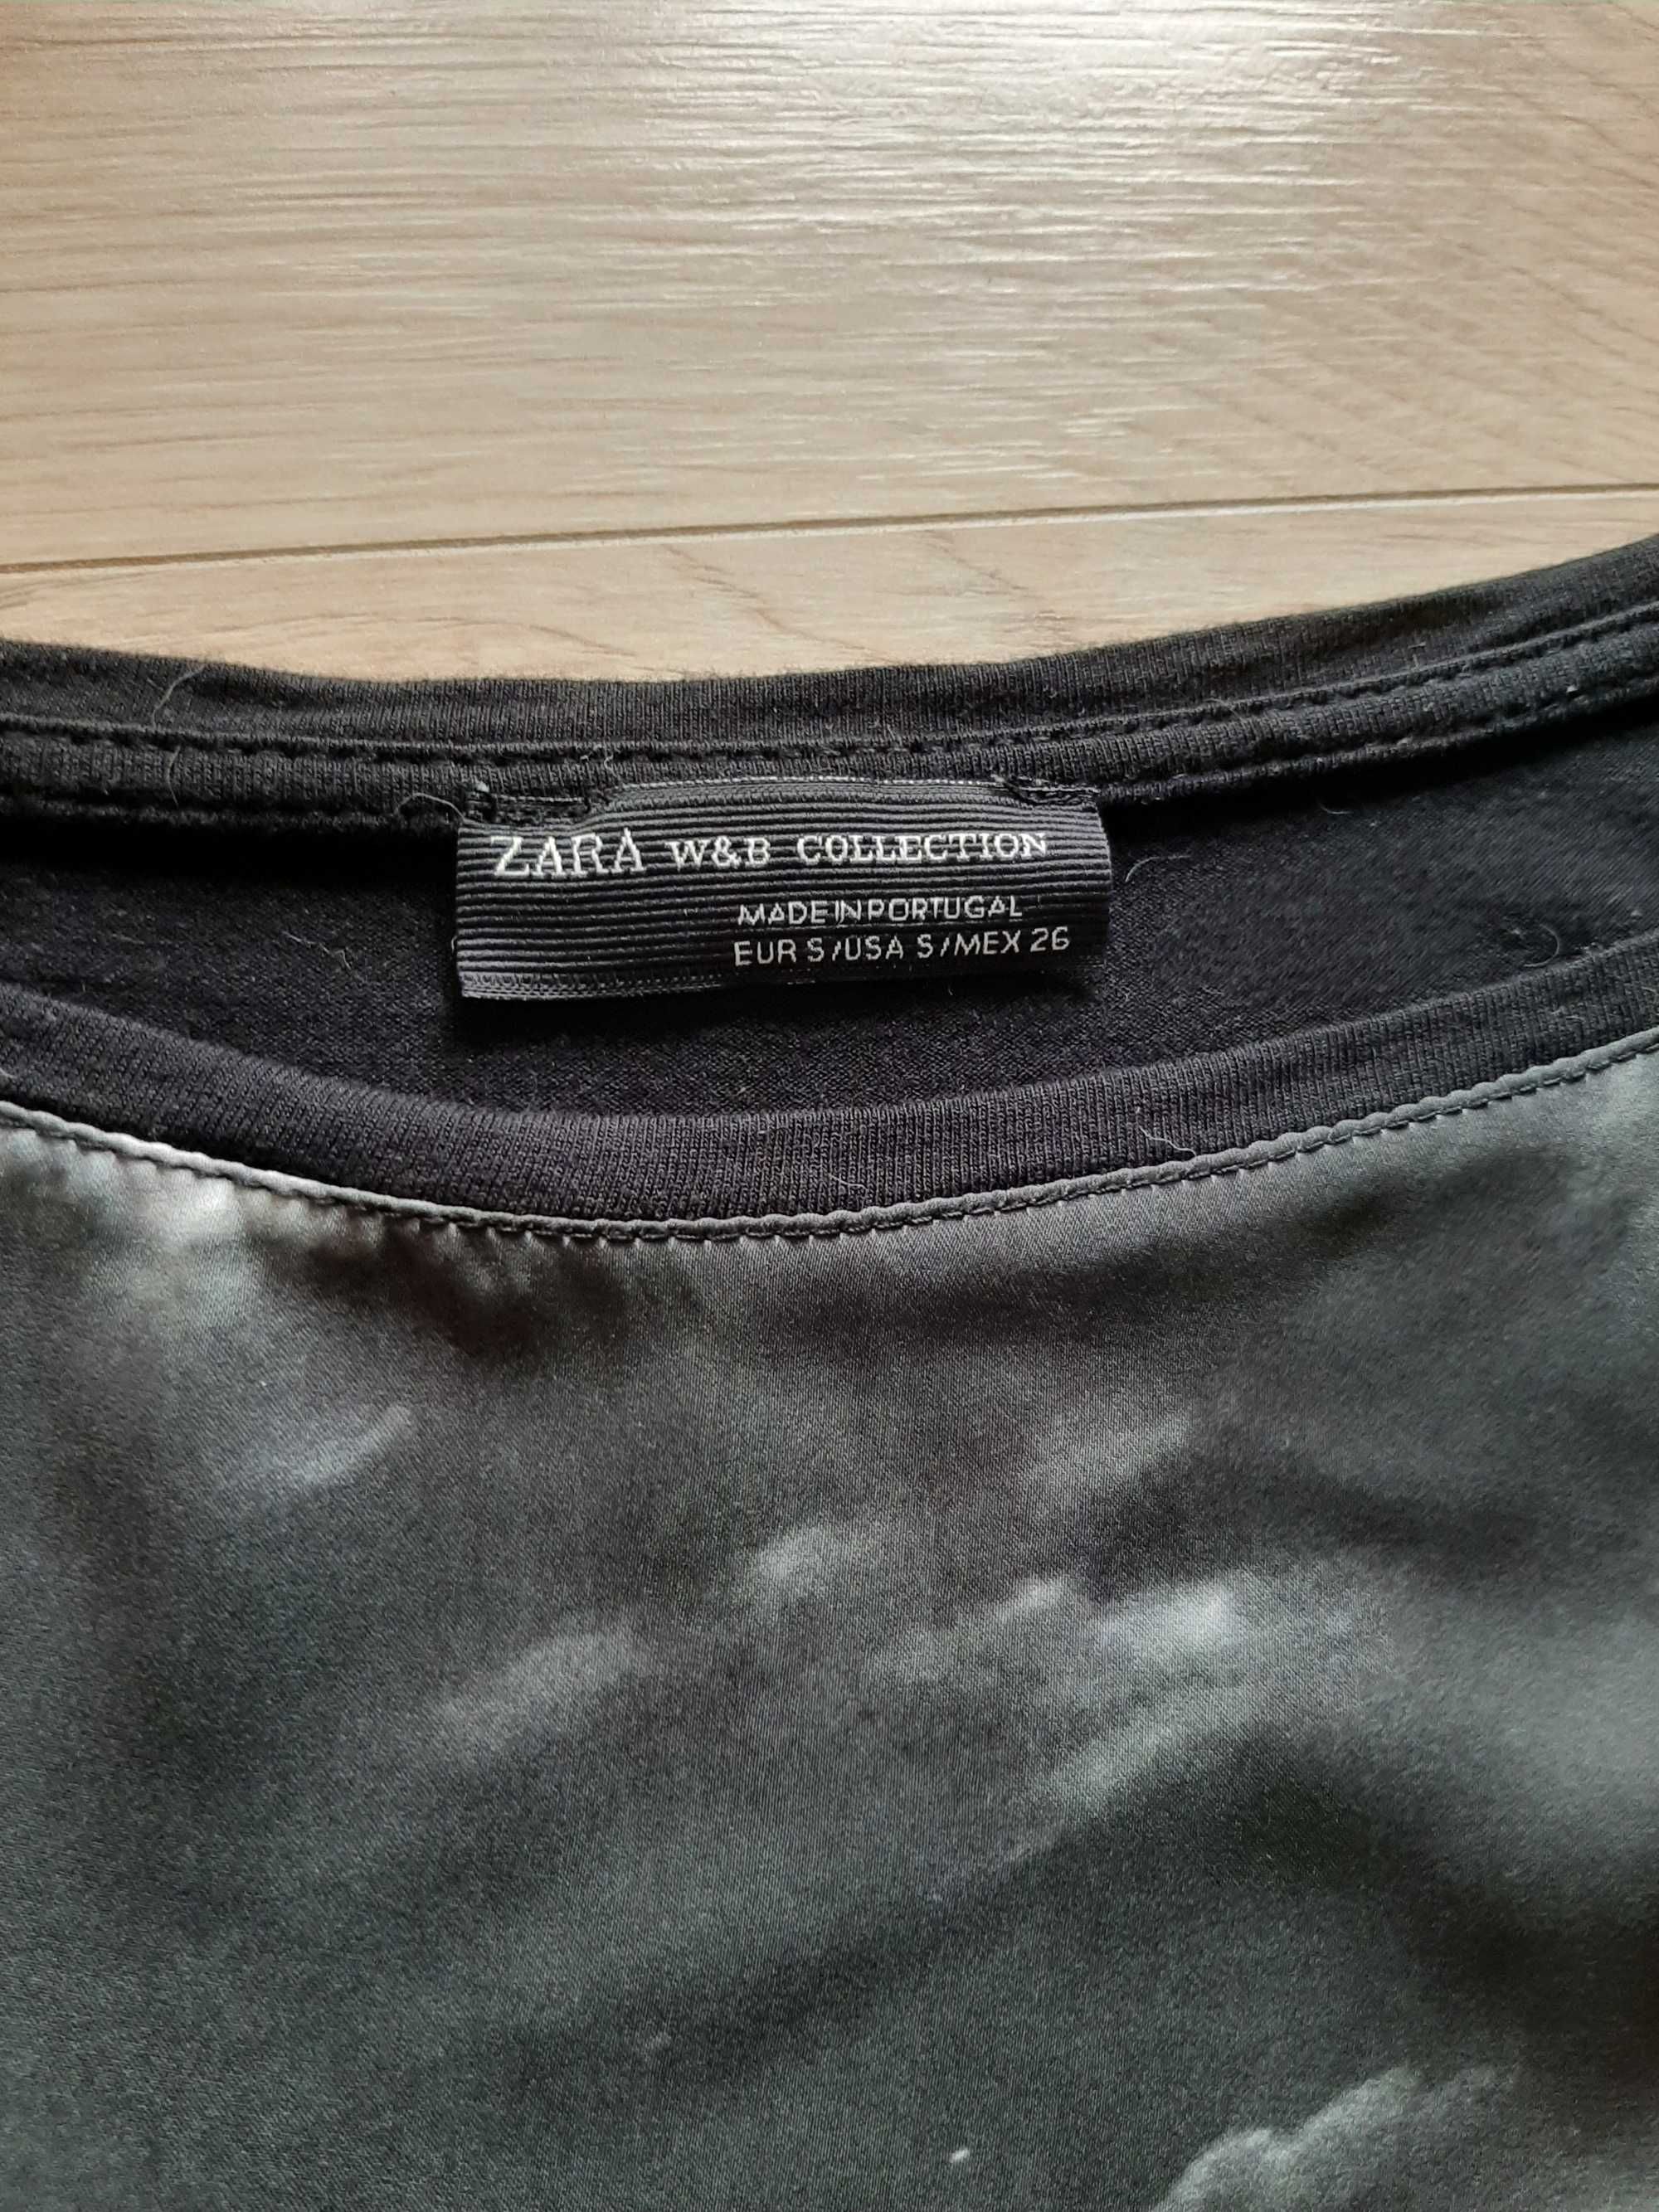 ZARA W&B COLLECTION
MADE IN PORTUGAL
EUR S/USA S/MEX 26